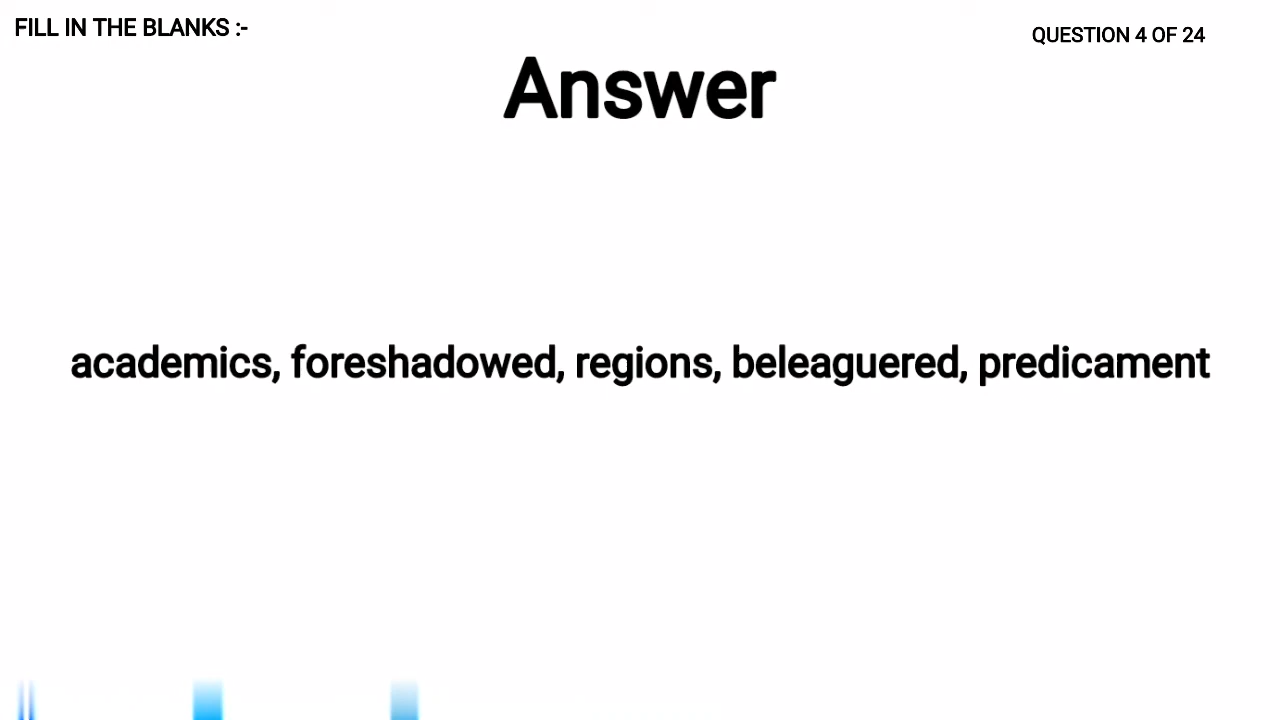 FILL IN THE BLANKS :-
QUESTION 4 OF 24
Answer
academics, foreshadowed, regions, beleaguered, predicament